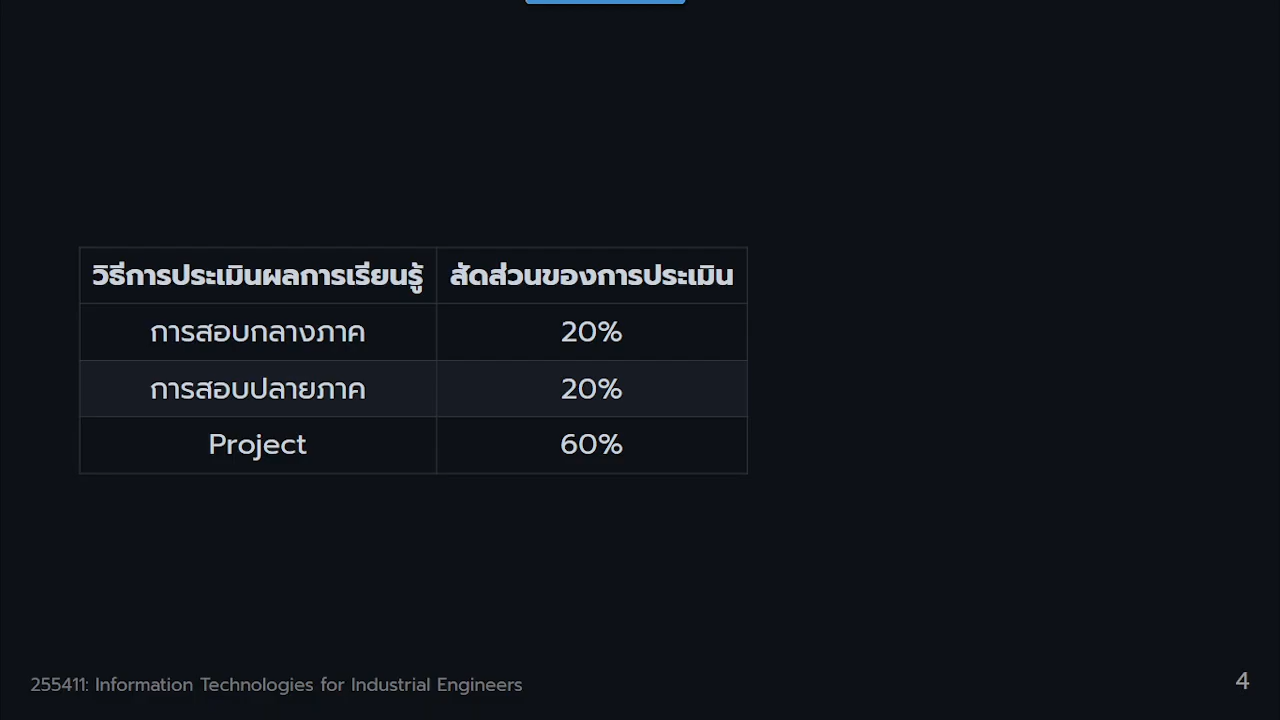 วิธีการประเมินผลการเรียนรู้ สัดส่วนของการประเมิน
การสอบกลางภาค 20%
การสอบปลายภาค 20%
Project 60%
255411: Information Technologies for Industrial Engineers
4